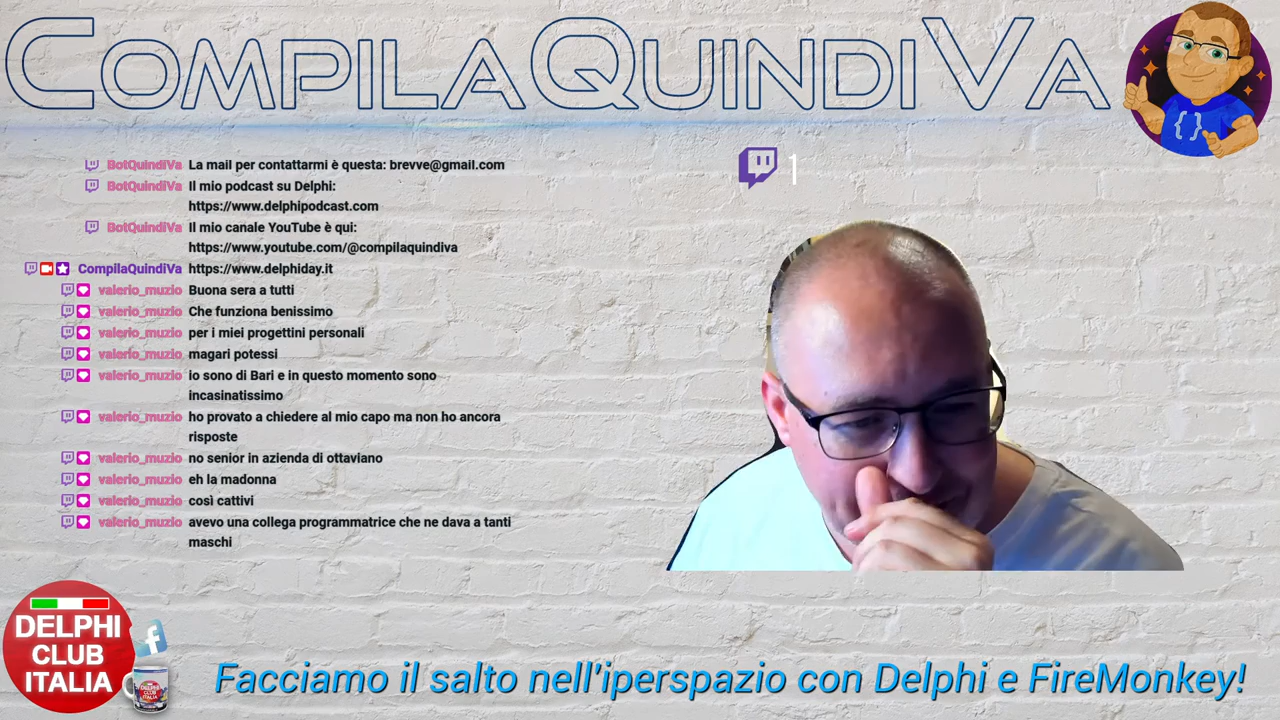 CompilaQuindiVa
{ }
BotQuindiVa La mail per contattarmi è questa: brevve@gmail.com
BotQuindiVa Il mio podcast su Delphi:
https://www.delphipodcast.com
BotQuindiVa Il mio canale YouTube è qui:
https://www.youtube.com/@compilaquindiva
CompilaQuindiVa https://www.delphiday.it
valerio_muzio Buona sera a tutti
valerio_muzio Che funziona benissimo
valerio_muzio per i miei progettini personali
valerio_muzio magari potessi
valerio_muzio io sono di Bari e in questo momento sono
incasinatissimo
valerio_muzio ho provato a chiedere al mio capo ma non ho ancora
risposte
valerio_muzio no senior in azienda di ottaviano
valerio_muzio eh la madonna
valerio_muzio così cattivi
valerio_muzio avevo una collega programmatrice che ne dava a tanti
maschi
1
DELPHI
CLUB
ITALIA
f
DELPHI
CLUB
ITALIA
Facciamo il salto nell'iperspazio con Delphi e FireMonkey!